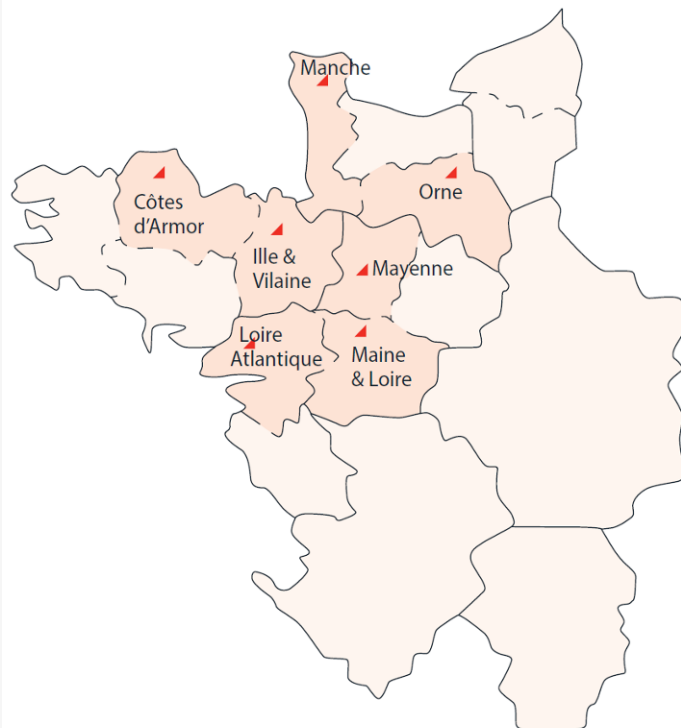 Manche
Orne
Côtes
d’Armor
Ille &
Vilaine
Mayenne
Loire
Atlantique
Maine
& Loire